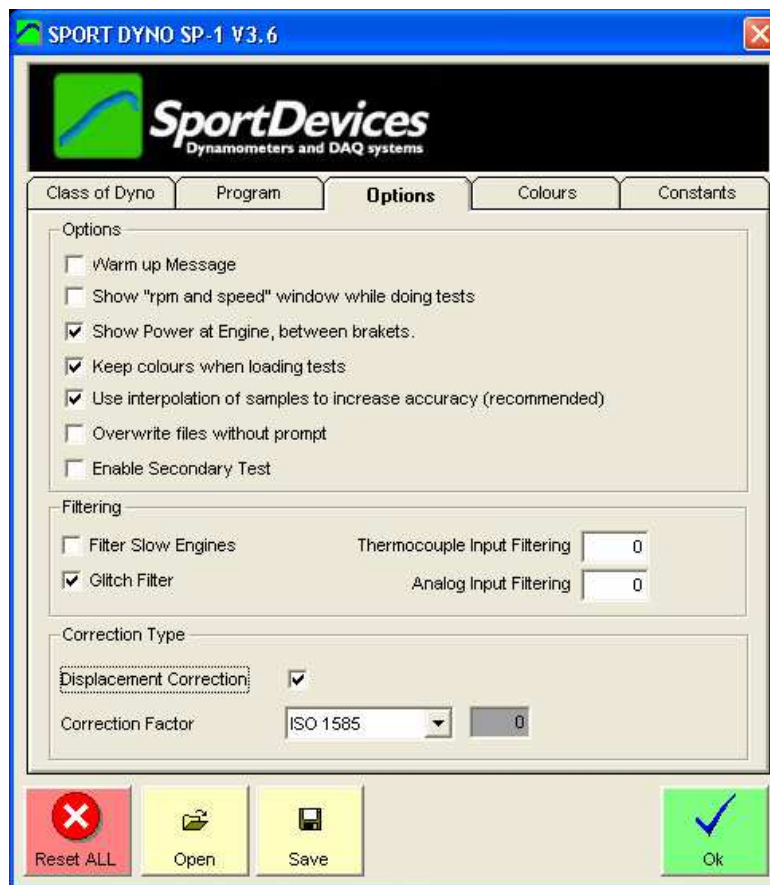 SPORT DYNO SP-1 V3.6
SportDevices
Dynamometers and DAQ systems
Class of Dyno Program Options Colours Constants
Options
Warm up Message
Show "rpm and speed" window while doing tests
Show Power at Engine, between brakets.
Keep colours when loading tests
Use interpolation of samples to increase accuracy (recommended)
Overwrite files without prompt
Enable Secondary Test
Filtering
Filter Slow Engines Thermocouple Input Filtering 0
Glitch Filter Analog Input Filtering 0
Correction Type
Displacement Correction
Correction Factor ISO 1585 0
Reset ALL Open Save Ok